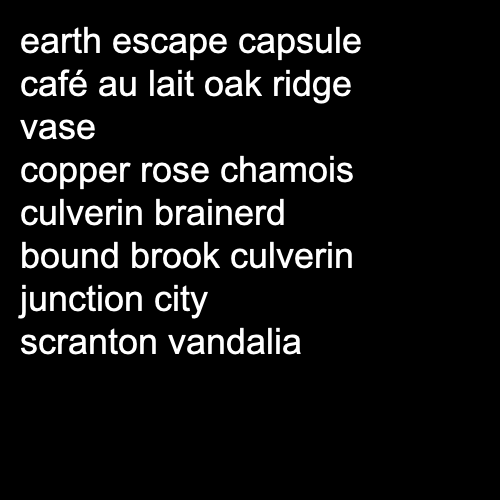 earth escape capsule
café au lait oak ridge
vase
copper rose chamois
culverin brainerd
bound brook culverin
junction city
scranton vandalia